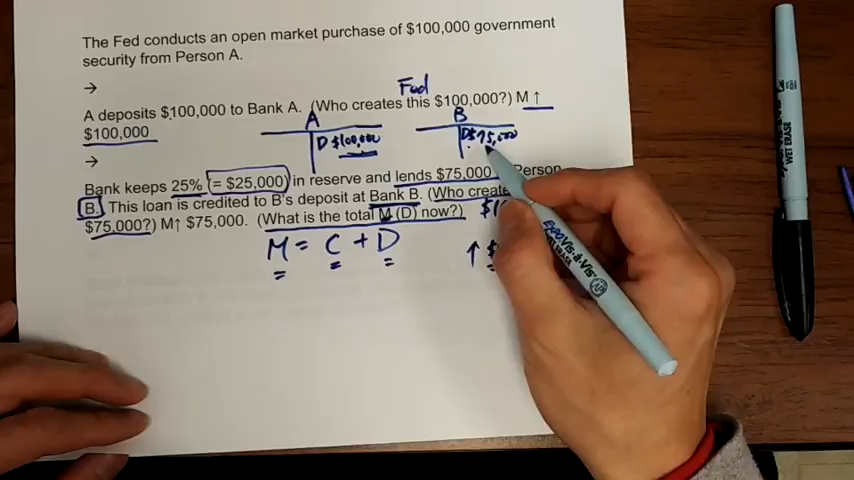 The Fed conducts an open market purchase of $100,000 government
security from Person A.
→
Fed
A deposits $100,000 to Bank A. (Who creates this $100,000?) M ↑
$100,000
A B
D $100,000 D $75,000
→
Bank keeps 25% (= $25,000) in reserve and lends $75,000 Person
B. This loan is credited to B's deposit at Bank B. (Who create
$75,000?) M↑ $75,000. (What is the total M (D) now?)
M = C + D
↑ $
EXPO Vis-à-Vis
WET ERASE
WET ERASE